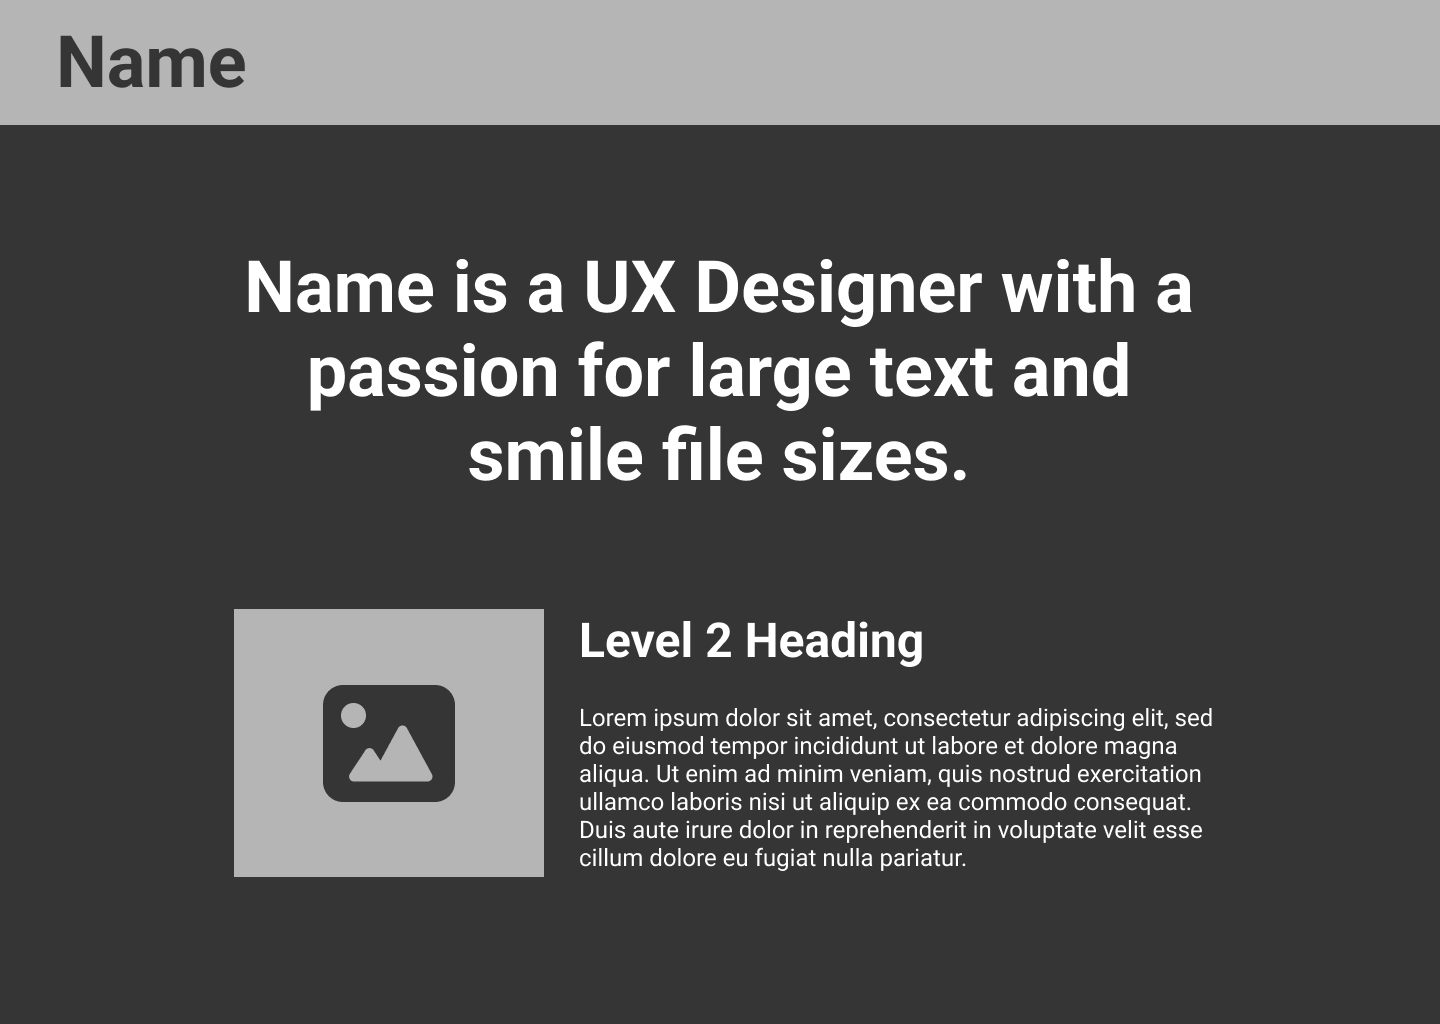 Name
Name is a UX Designer with a
passion for large text and
smile file sizes.
Level 2 Heading
Lorem ipsum dolor sit amet, consectetur adipiscing elit, sed
do eiusmod tempor incididunt ut labore et dolore magna
aliqua. Ut enim ad minim veniam, quis nostrud exercitation
ullamco laboris nisi ut aliquip ex ea commodo consequat.
Duis aute irure dolor in reprehenderit in voluptate velit esse
cillum dolore eu fugiat nulla pariatur.